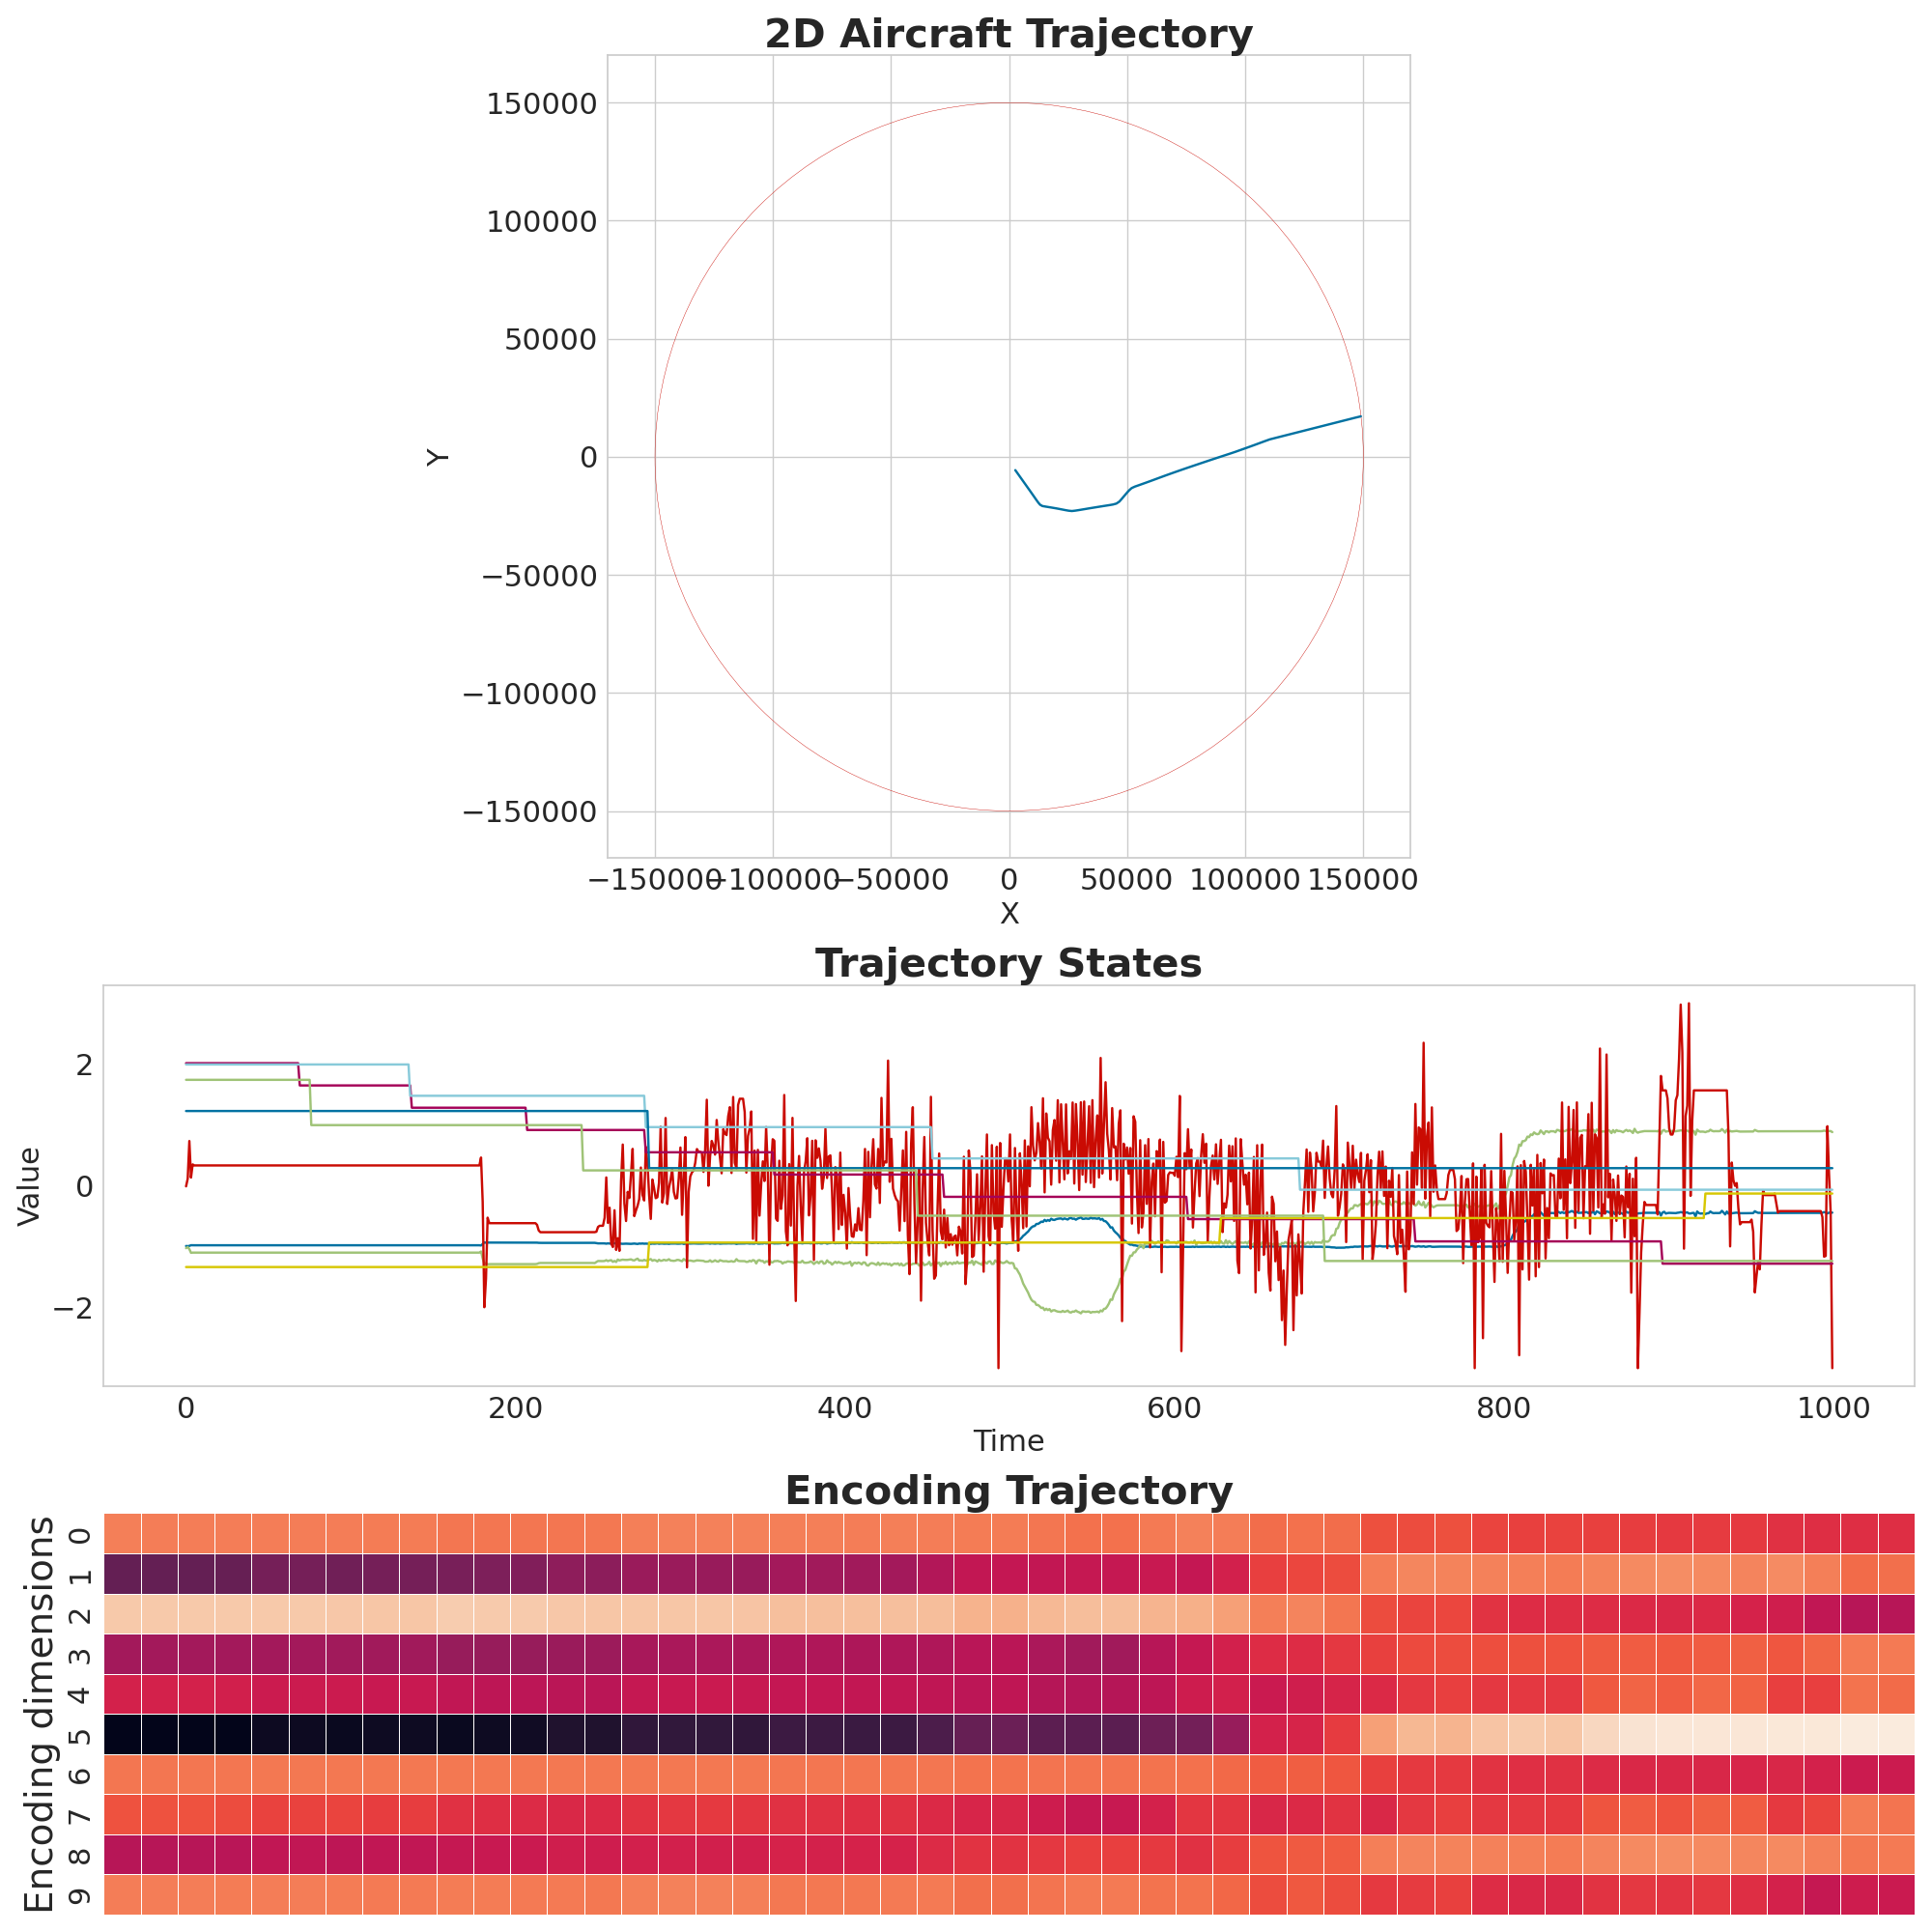 2D Aircraft Trajectory
150000
100000
50000
0
−50000
−100000
−150000
Y
−150000 −100000 −50000 0 50000 100000 150000
X
Trajectory States
2
0
−2
Value
0 200 400 600 800 1000
Time
Encoding Trajectory
Encoding dimensions
0
1
2
3
4
5
6
7
8
9